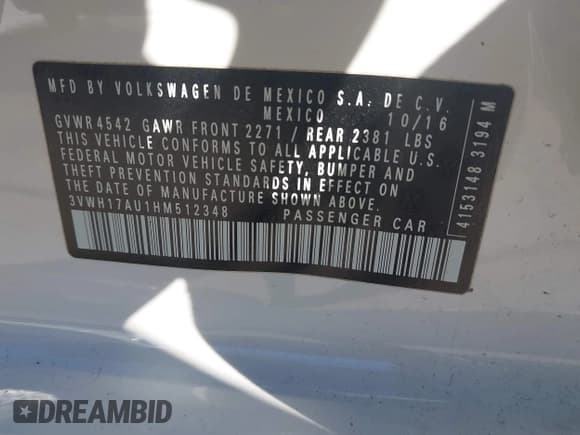 MFD BY VOLKSWAGEN DE MEXICO S.A. DE C.V.
MEXICO 10/16
GVWR4542 GAWR FRONT 2271 / REAR 2381 LBS
THIS VEHICLE CONFORMS TO ALL APPLICABLE U.S.
FEDERAL MOTOR VEHICLE SAFETY, BUMPER AND
THEFT PREVENTION STANDARDS IN EFFECT ON
THE DATE OF MANUFACTURE SHOWN ABOVE.
3VWH17AU1HM512348 PASSENGER CAR
4153148 3194 M
DREAMBID